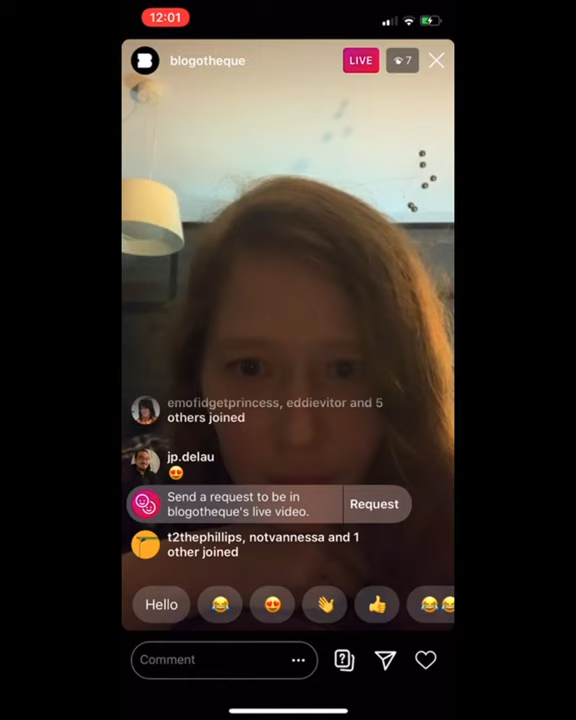 12:01
blogotheque
LIVE
7
emofidgetprincess, eddievitor and 5
others joined
jp.delau
Send a request to be in
blogotheque's live video.
Request
t2thephillips, notvannessa and 1
other joined
Hello
Comment